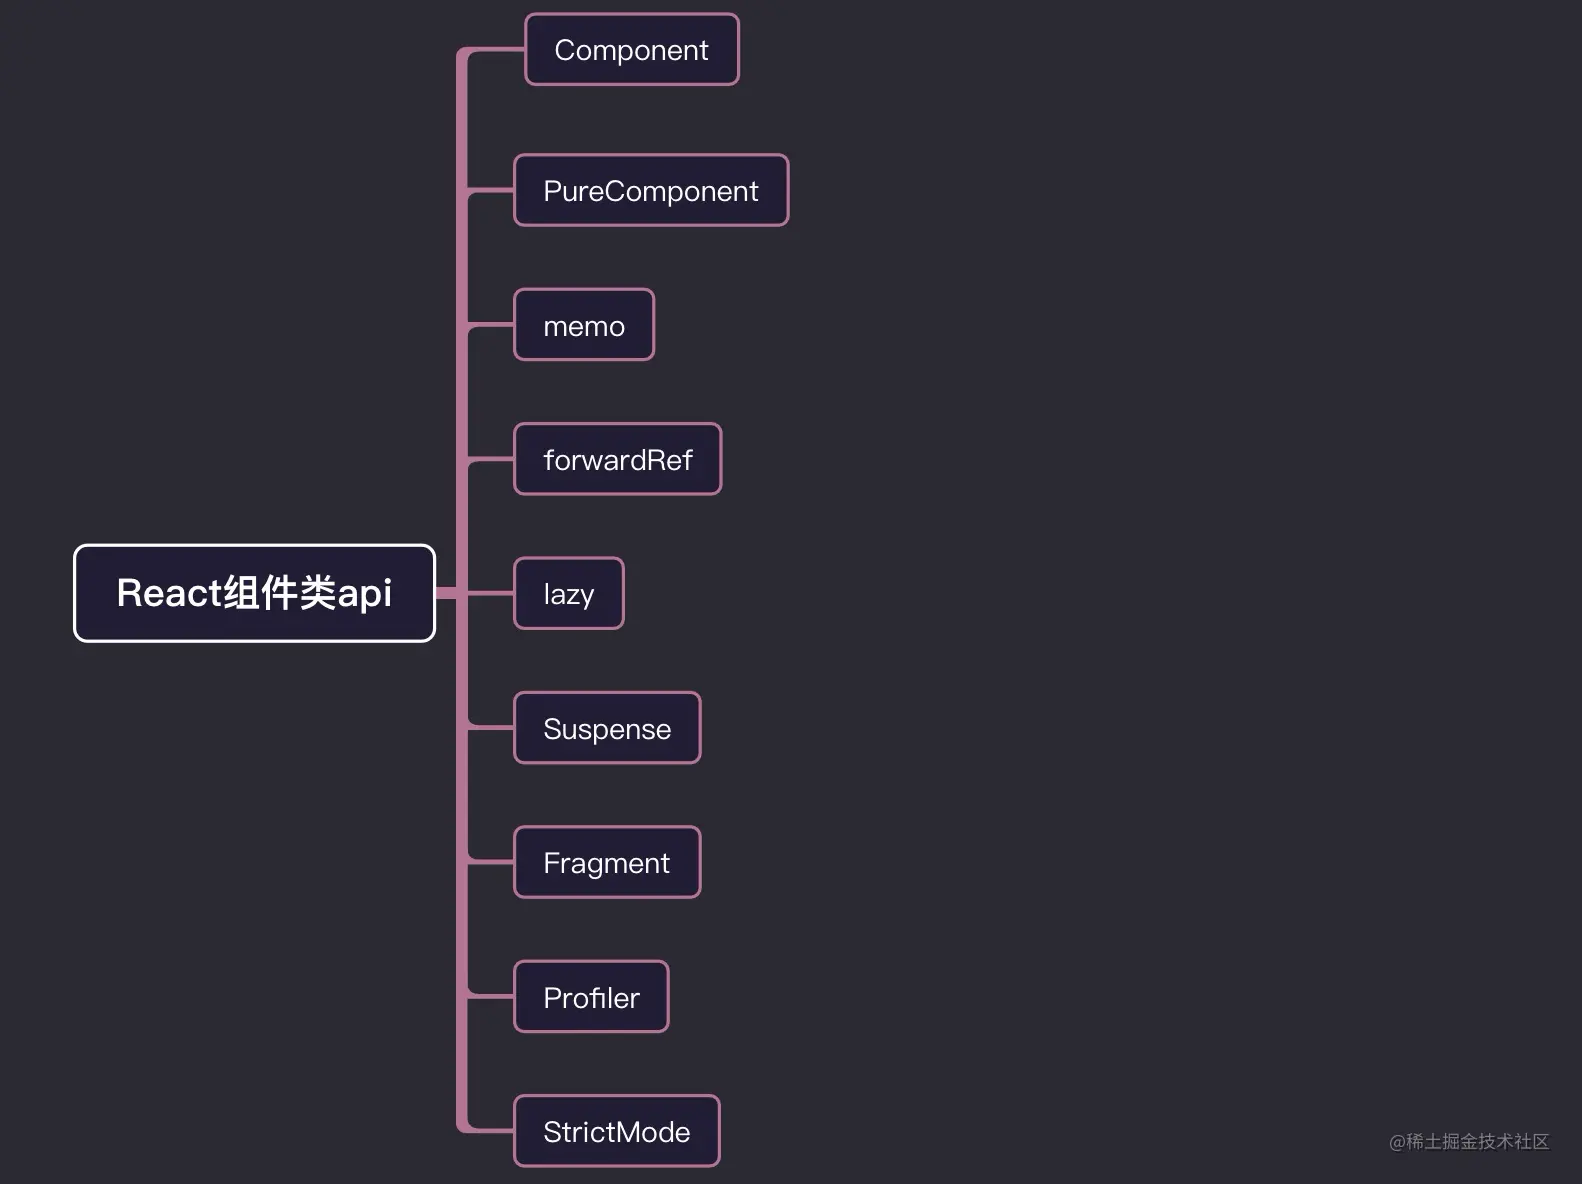 Component
PureComponent
memo
forwardRef
React组件类api
lazy
Suspense
Fragment
Profiler
StrictMode
@稀土掘金技术社区